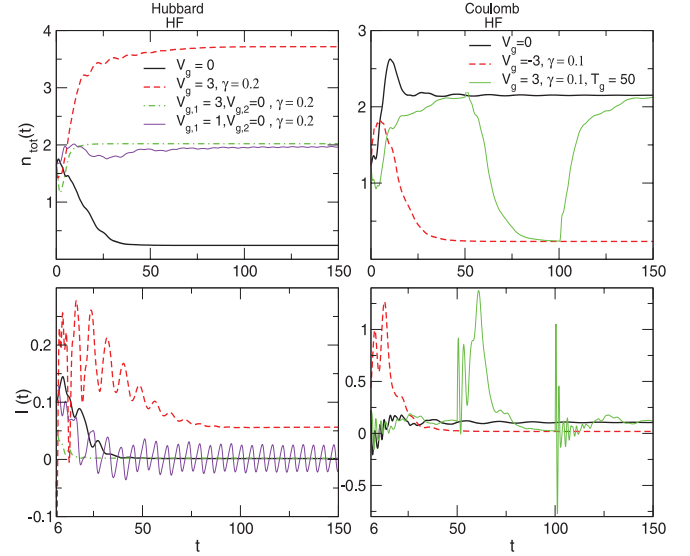 Hubbard
HF
Coulomb
HF
4
3
2
1
n_tot(t)
V_g = 0
V_g = 3, γ = 0.2
V_g,1 = 3,V_g,2=0 , γ = 0.2
V_g,1 = 1,V_g,2=0 , γ = 0.2
0 50 100 150
3
2
1
V_g=0
V_g=-3, γ = 0.1
V_g = 3, γ = 0.1, T_g = 50
0 50 100 150
0.2
0.1
0
-0.1
I (t)
6 50 100 150
t
1
0.5
0
-0.5
6 50 100 150
t